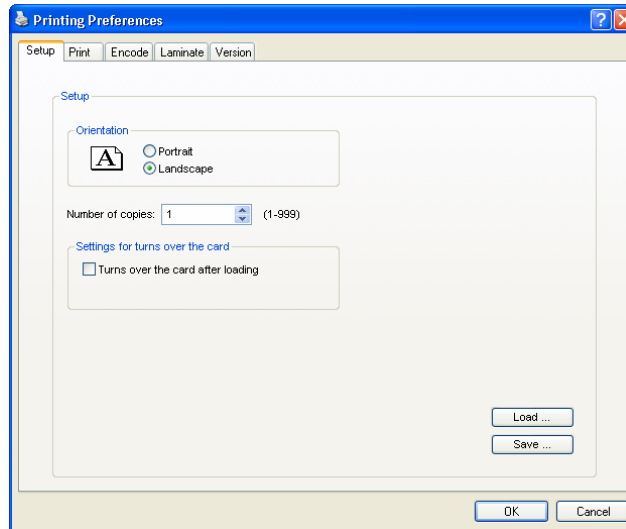 Printing Preferences
Setup Print Encode Laminate Version
Setup
Orientation
A
Portrait
Landscape
Number of copies: 1 (1-999)
Settings for turns over the card
Turns over the card after loading
Load ...
Save ...
OK Cancel